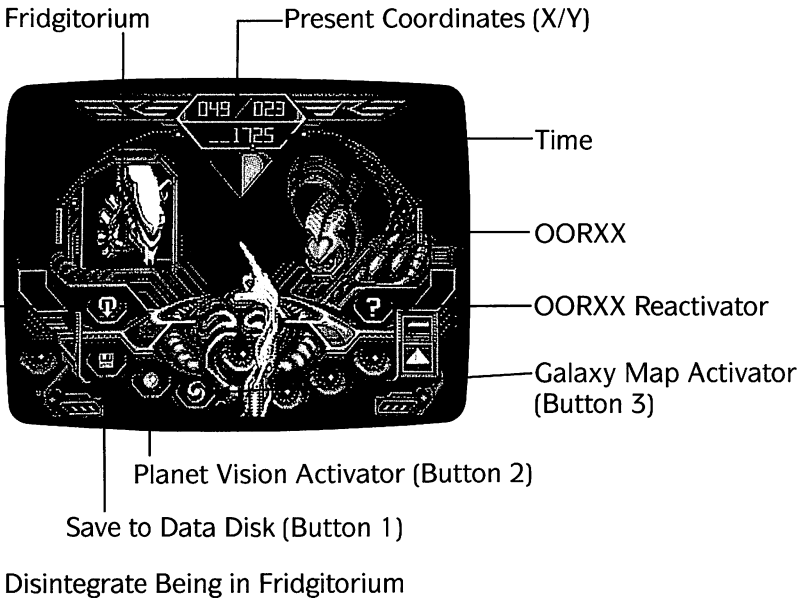 Fridgitorium
Present Coordinates (X/Y)
049 / 023
__1725
Time
OORXX
?
OORXX Reactivator
Galaxy Map Activator
(Button 3)
Planet Vision Activator (Button 2)
Save to Data Disk (Button 1)
Disintegrate Being in Fridgitorium